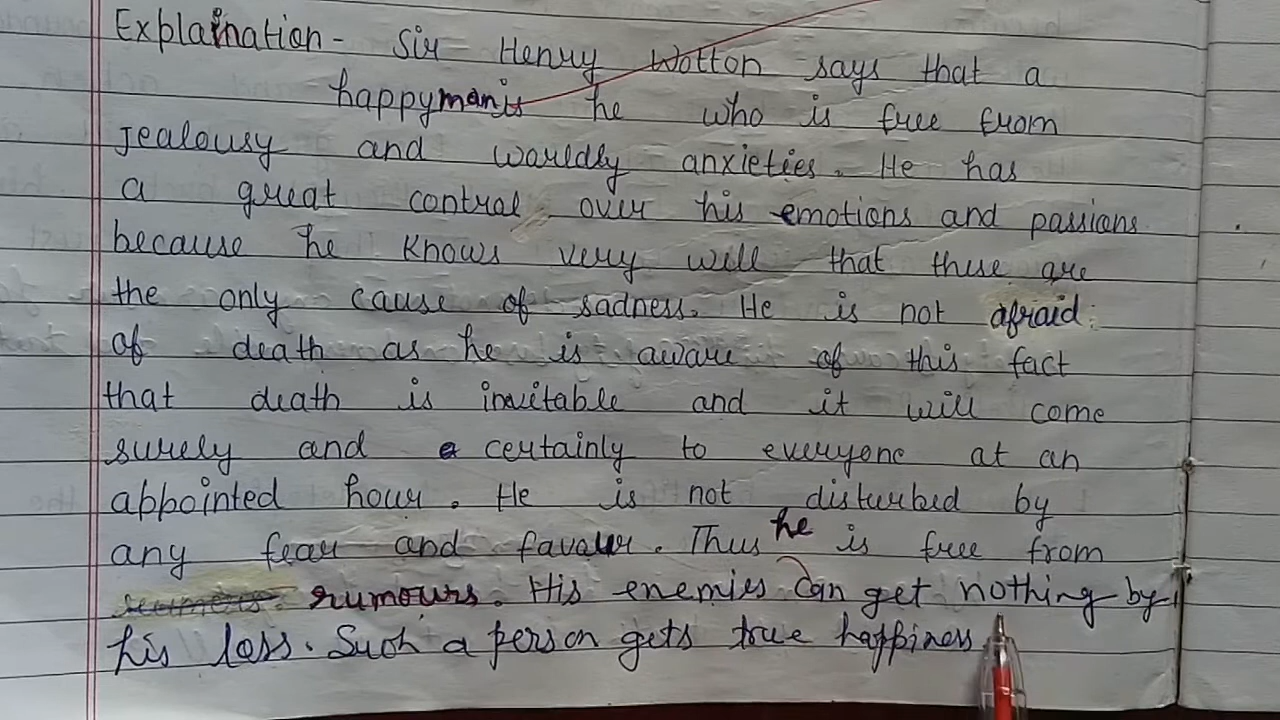 Explaination- Sir Henry Wotton says that a
happy man is he who is free from
Jealousy and warldly anxieties. He has
a great control over his emotions and passions
because he knows very will that these are
the only cause of sadness. He is not afraid
of death as he is aware of this fact
that death is invitable and it will come
surely and certainly to everyone at an
appointed hour. He is not disturbed by
any fear and favour. Thus he is free from
rumours. His enemies can get nothing by
his loss. Such a person gets true happiness